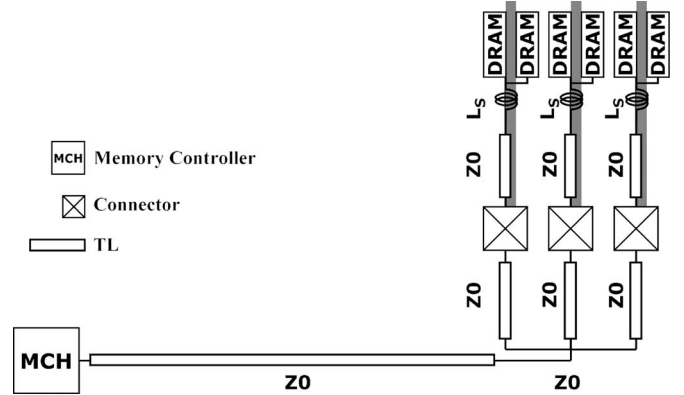 DRAM DRAM DRAM DRAM DRAM DRAM
LS LS LS
Z0 Z0 Z0
MCH Memory Controller
Connector
TL
Z0 Z0 Z0
MCH
Z0 Z0